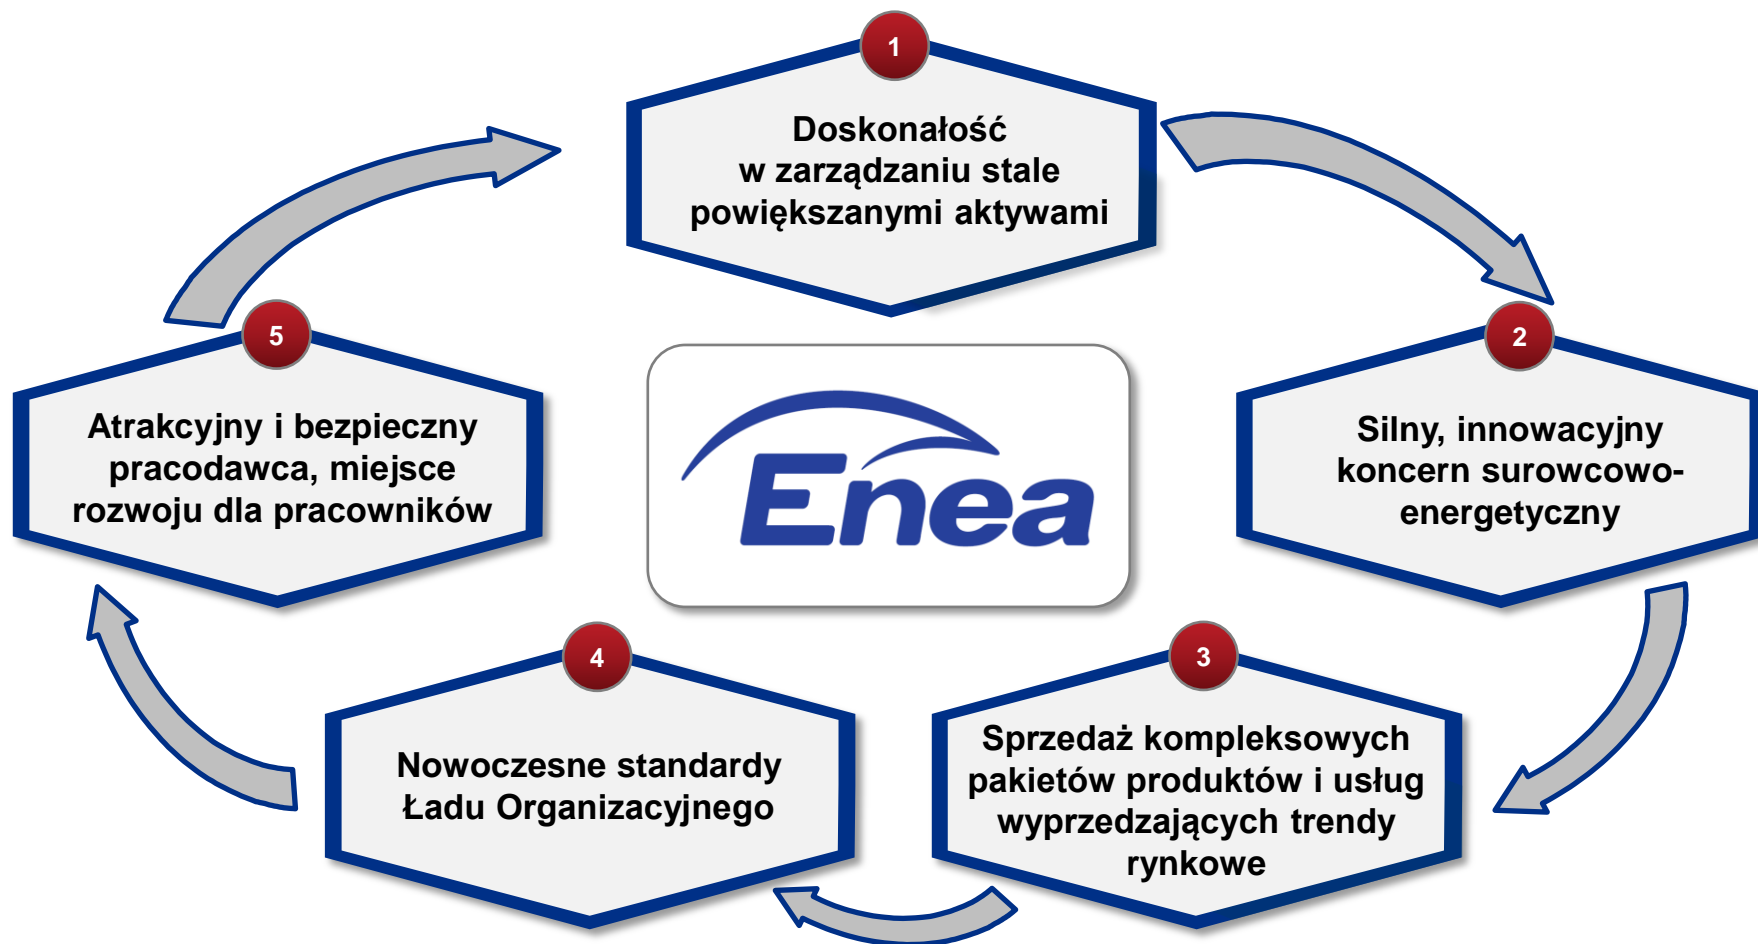 1
Doskonałość
w zarządzaniu stale
powiększanymi aktywami
2
Silny, innowacyjny
koncern surowcowo-
energetyczny
3
Sprzedaż kompleksowych
pakietów produktów i usług
wyprzedzających trendy
rynkowe
4
Nowoczesne standardy
Ładu Organizacyjnego
5
Atrakcyjny i bezpieczny
pracodawca, miejsce
rozwoju dla pracowników
Enea